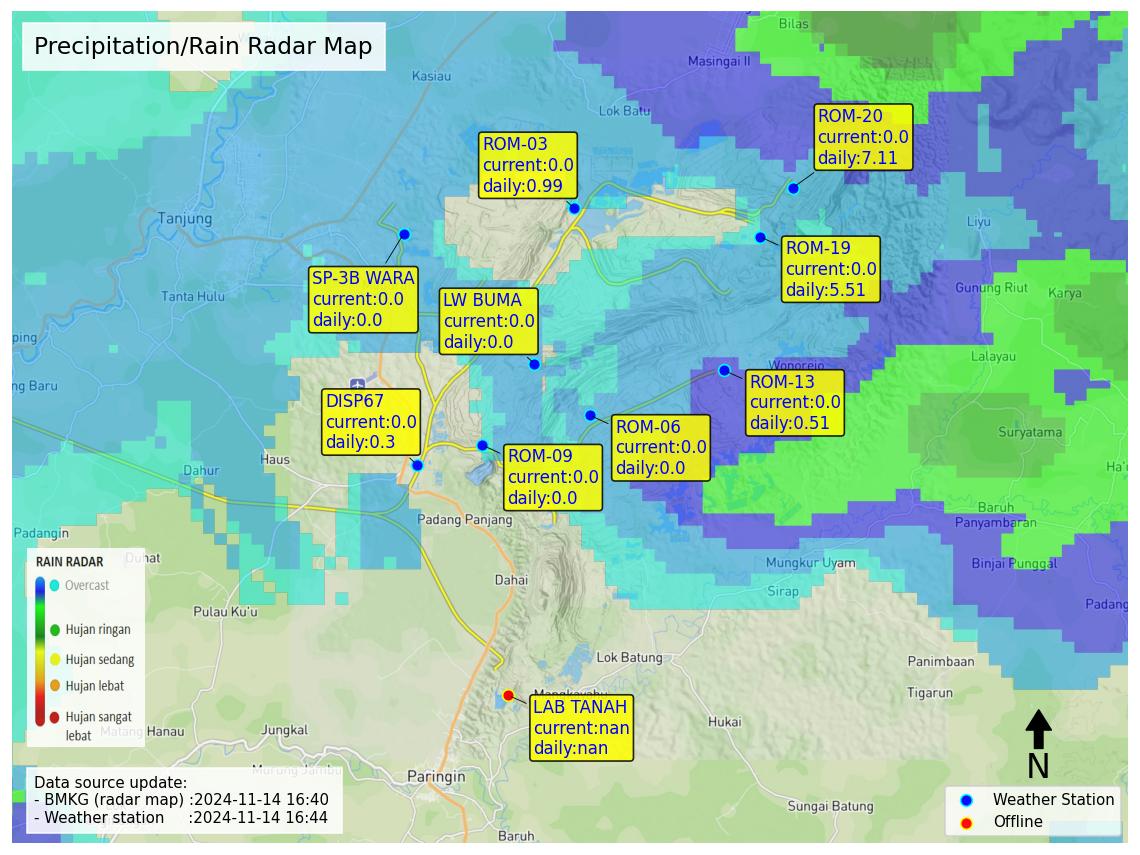 Precipitation/Rain Radar Map
Bilas
Masingai II
Kasiau
Lok Batu
ROM-20
current:0.0
daily:7.11
ROM-03
current:0.0
daily:0.99
Tanjung
Liyu
ROM-19
current:0.0
daily:5.51
SP-3B WARA
current:0.0
daily:0.0
LW BUMA
current:0.0
daily:0.0
Tanta Hulu
Gunung Riut
Karya
ping
Lalayau
Wonorejo
ng Baru
ROM-13
current:0.0
daily:0.51
DISP67
current:0.0
daily:0.3
ROM-06
current:0.0
daily:0.0
Suryatama
ROM-09
current:0.0
daily:0.0
Haus
Dahur
Ha'u
Baruh
Panyambaran
Padang Panjang
Padangin
Duhat
Mungkur Uyam
Binjai Punggal
Dahai
Sirap
Padang
RAIN RADAR
Overcast
Hujan ringan
Hujan sedang
Hujan lebat
Hujan sangat
lebat
Pulau Ku'u
Lok Batung
Panimbaan
Tigarun
Mangkayahu
LAB TANAH
current:nan
daily:nan
Matang Hanau
Jungkal
Hukai
Murung Jambu
Paringin
N
Data source update:
- BMKG (radar map) :2024-11-14 16:40
- Weather station :2024-11-14 16:44
Sungai Batung
Weather Station
Offline
Baruh